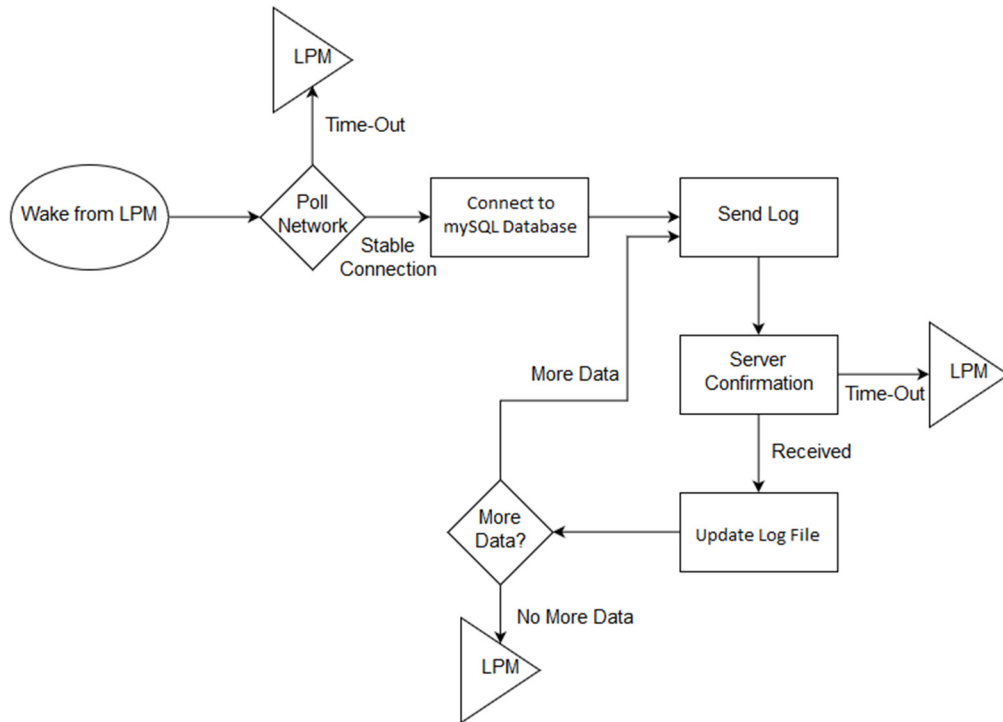 LPM
Time-Out
Wake from LPM
Poll
Network
Stable
Connection
Connect to
mySQL Database
Send Log
Server
Confirmation
Time-Out
LPM
More Data
Received
More
Data?
Update Log File
No More Data
LPM